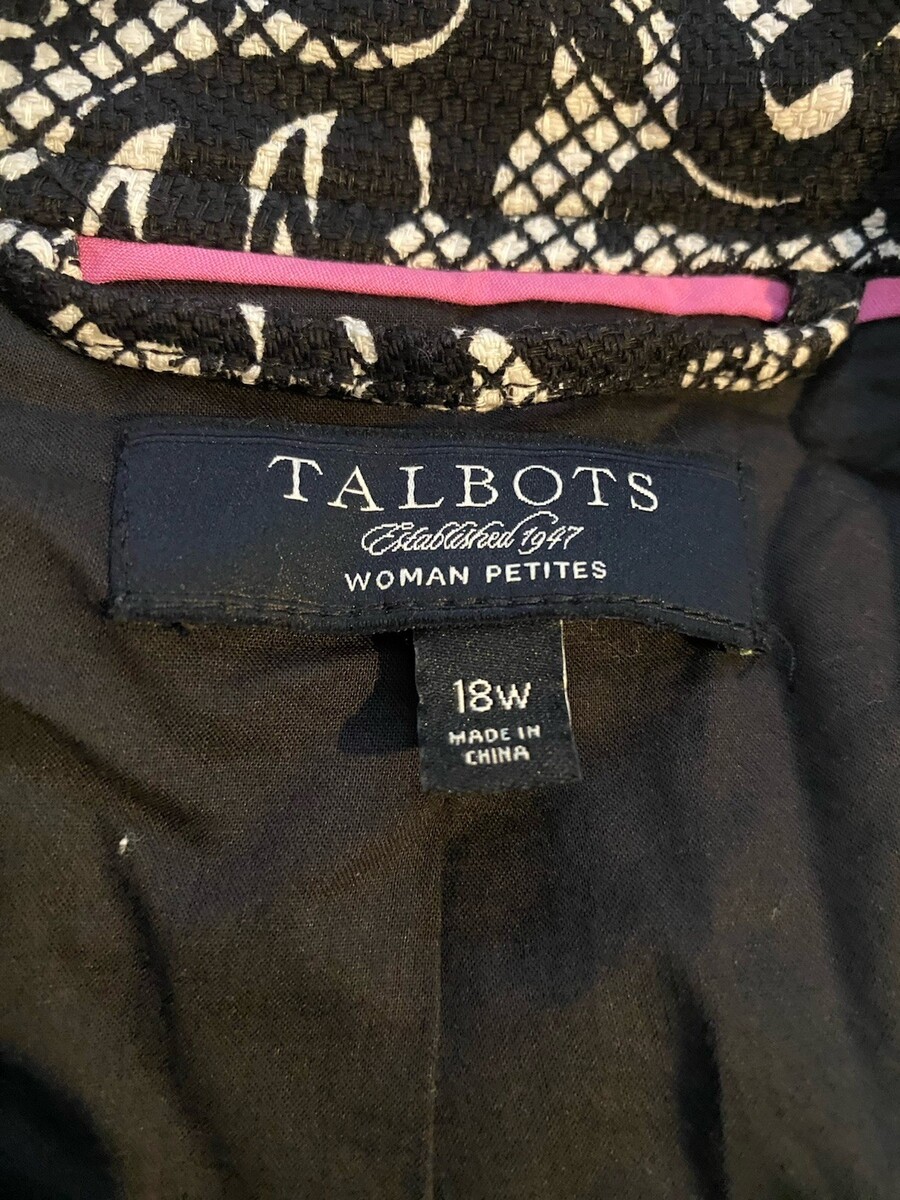 TALBOTS
Established 1947
WOMAN PETITES
18W
MADE IN
CHINA